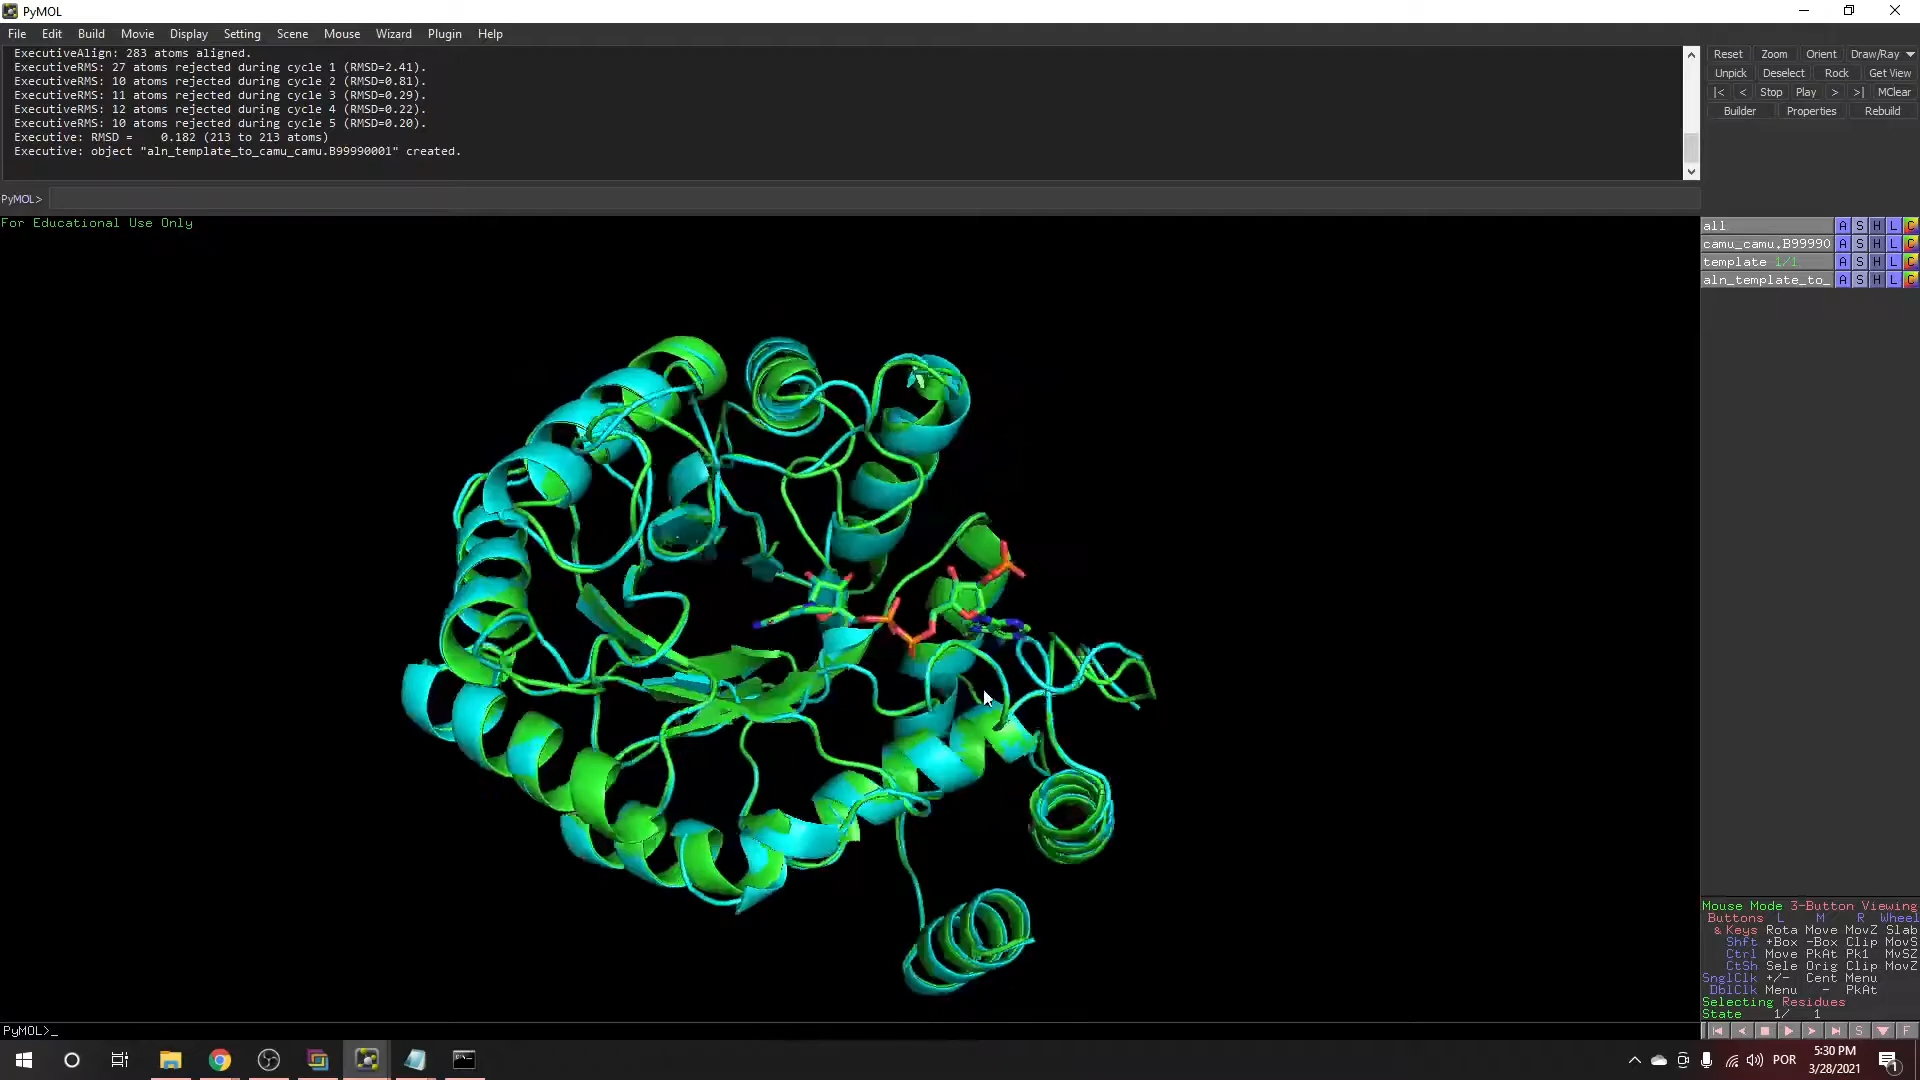 PyMOL
File Edit Build Movie Display Setting Scene Mouse Wizard Plugin Help
ExecutiveAlign: 283 atoms aligned.
ExecutiveRMS: 27 atoms rejected during cycle 1 (RMSD=2.41).
ExecutiveRMS: 10 atoms rejected during cycle 2 (RMSD=0.81).
ExecutiveRMS: 11 atoms rejected during cycle 3 (RMSD=0.29).
ExecutiveRMS: 12 atoms rejected during cycle 4 (RMSD=0.22).
ExecutiveRMS: 10 atoms rejected during cycle 5 (RMSD=0.20).
Executive: RMSD =    0.182 (213 to 213 atoms)
Executive: object "aln_template_to_camu_camu.B99990001" created.
PyMOL>
Reset Zoom Orient Draw/Ray
Unpick Deselect Rock Get View
|< < Stop Play > >| MClear
Builder Properties Rebuild
For Educational Use Only
all A S H L C
camu_camu.B99990 A S H L C
template 1/1 A S H L C
aln_template_to_ A S H L C
Mouse Mode 3-Button Viewing
Buttons L M R Wheel
& Keys Rota Move MovZ Slab
Shft +Box -Box Clip MovS
Ctrl Move PkAt Pk1 MvSZ
CtSh Sele Orig Clip MovZ
SnglClk +/- Cent Menu
DblClk Menu - PkAt
Selecting Residues
State 1/ 1
S F
PyMOL>_
POR
5:30 PM
3/28/2021
1